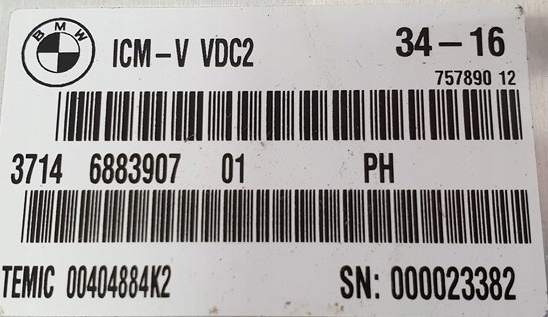 BMW
ICM-V VDC2 34-16
757890 12
3714 6883907 01 PH
TEMIC 00404884K2 SN: 000023382